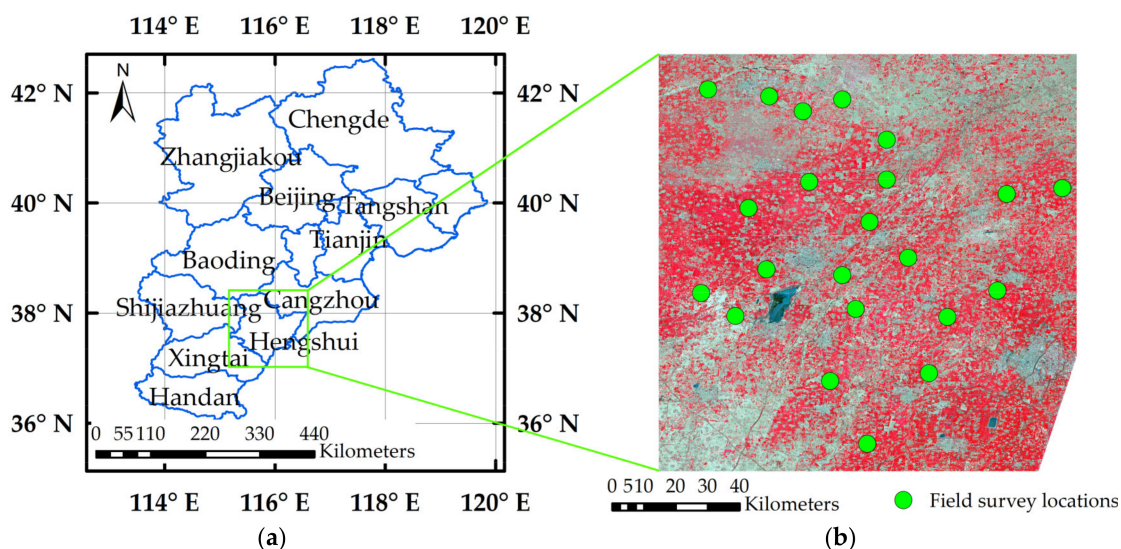 114° E 116° E 118° E 120° E
N
42° N
42° N
Chengde
Zhangjiakou
40° N
Beijing
Tangshan
40° N
Tianjin
Baoding
38° N
Shijiazhuang
Cangzhou
38° N
Hengshui
Xingtai
Handan
36° N
36° N
0 55 110 220 330 440
Kilometers
114° E 116° E 118° E 120° E
(a)
0 5 10 20 30 40
Kilometers
Field survey locations
(b)